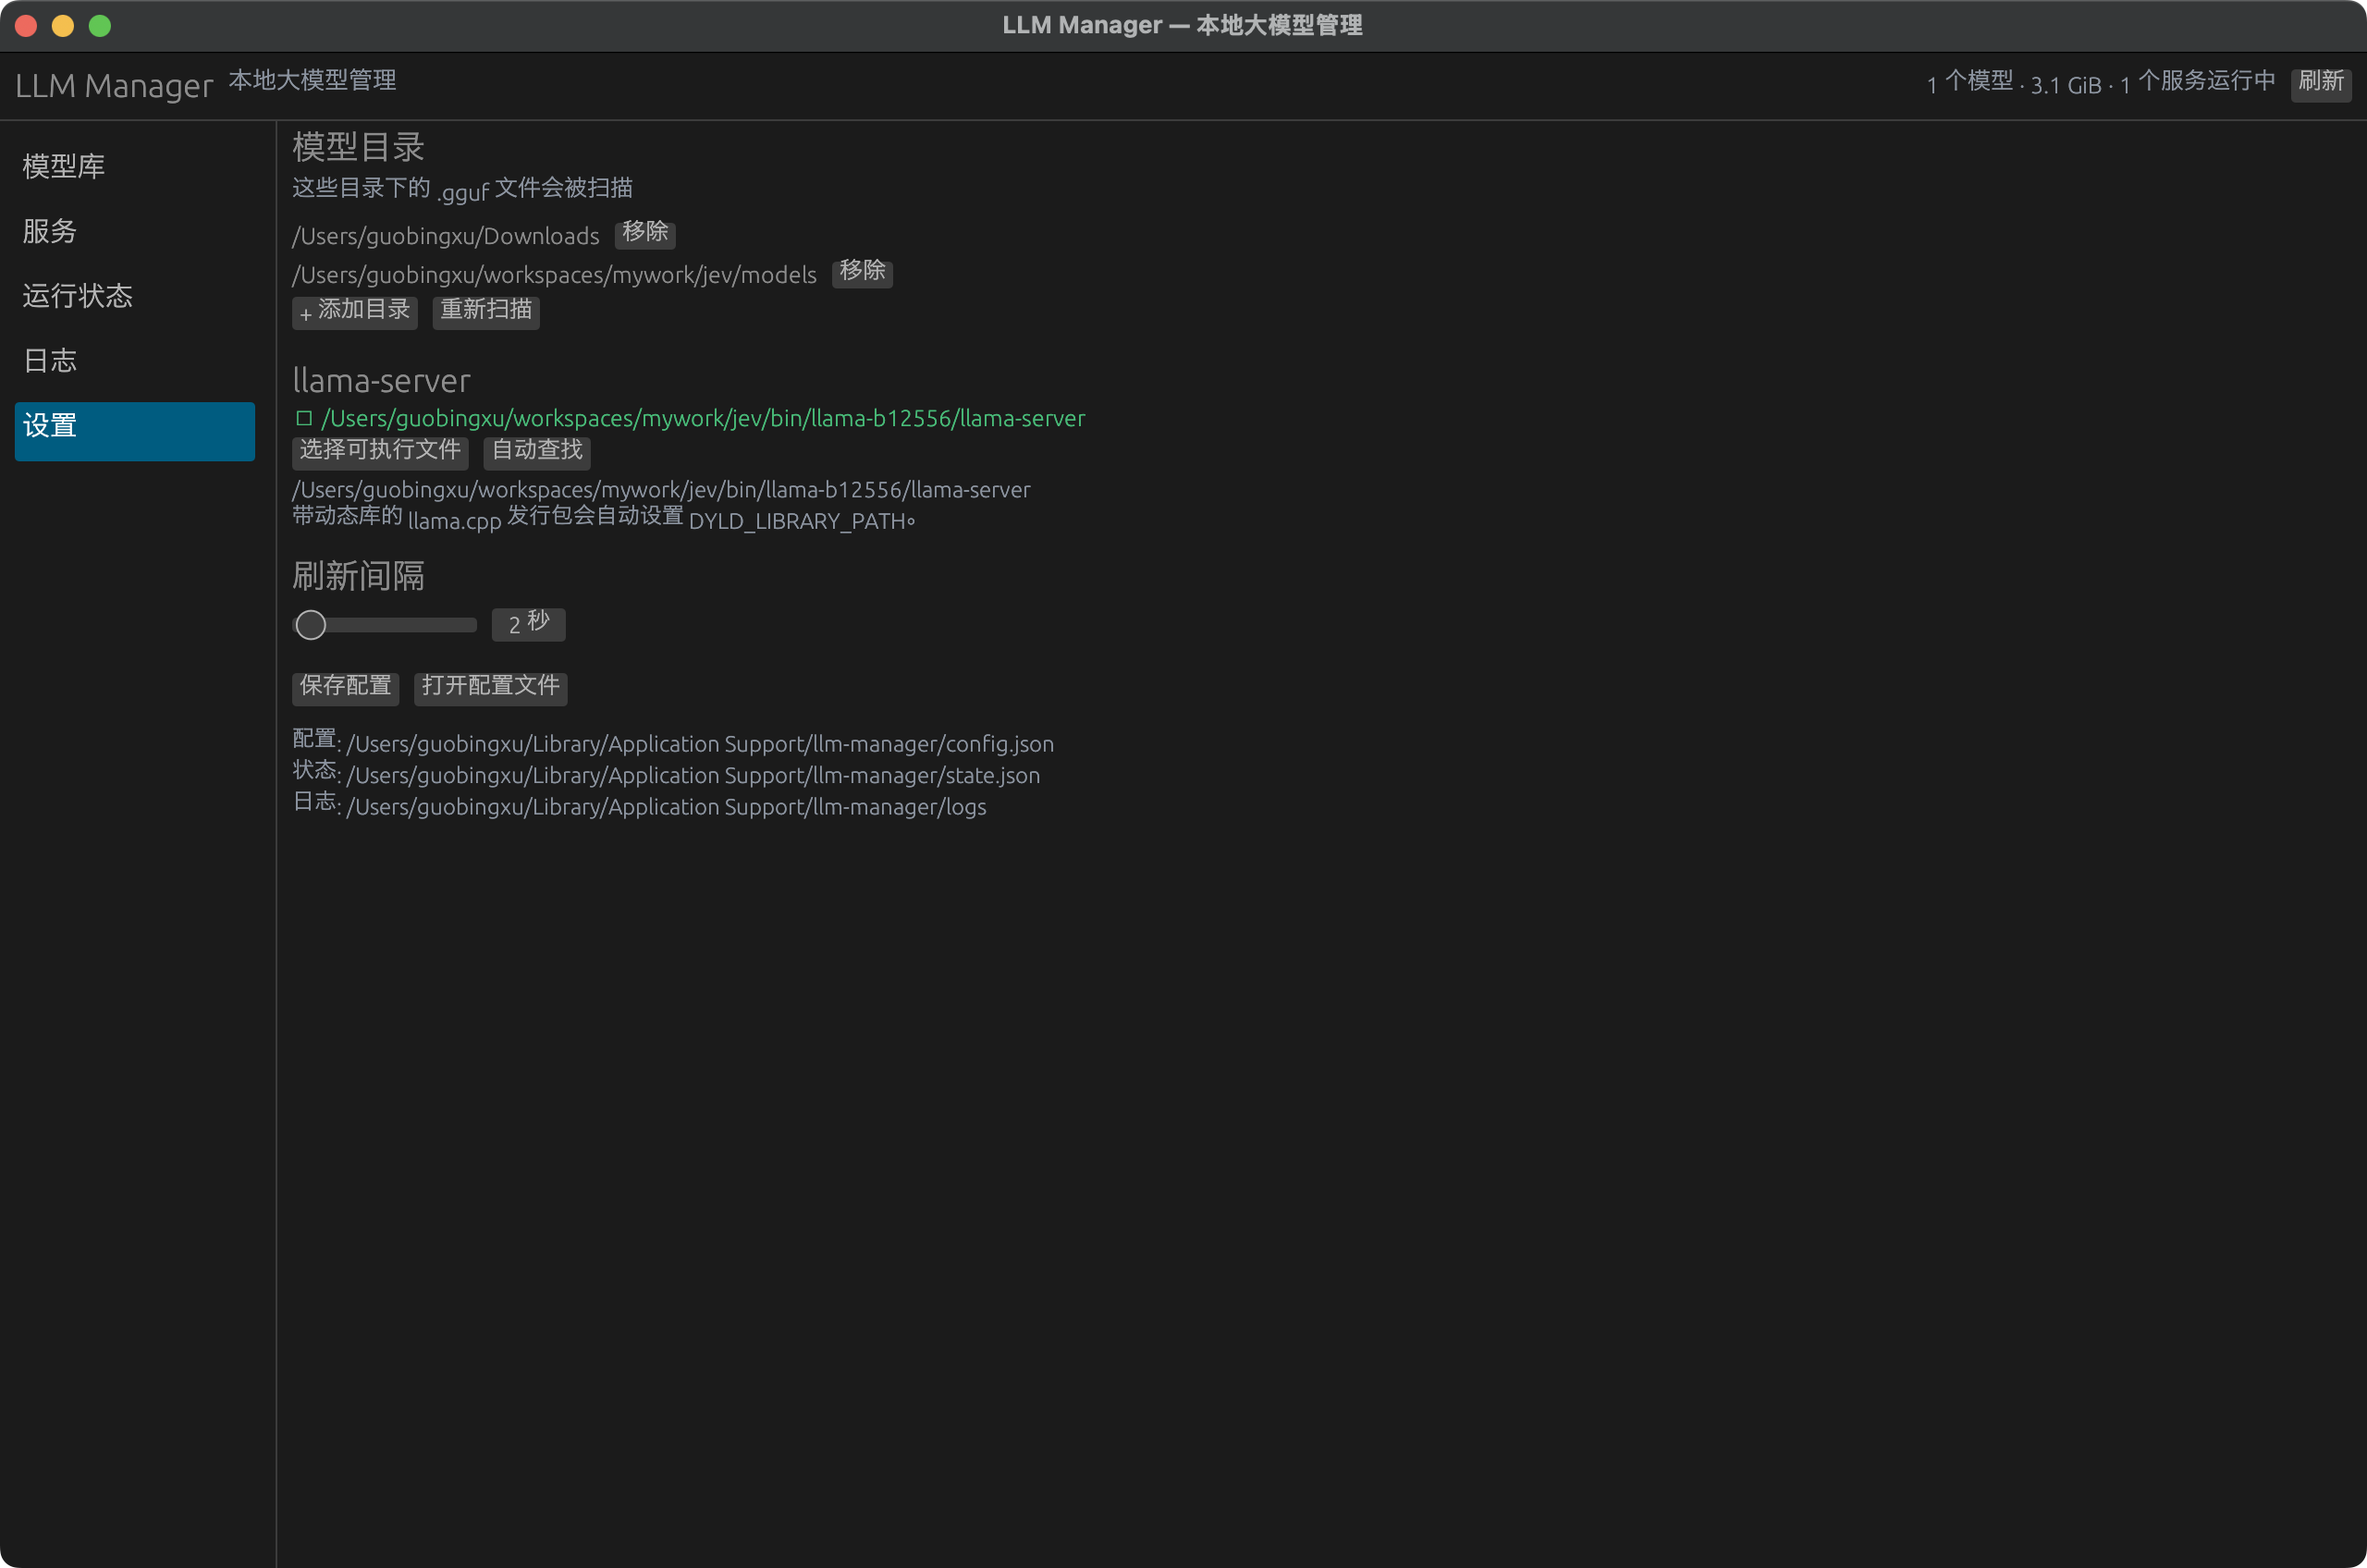 LLM Manager — 本地大模型管理
LLM Manager 本地大模型管理
1 个模型 · 3.1 GiB · 1 个服务运行中 刷新
模型库
服务
运行状态
日志
设置
模型目录
这些目录下的 .gguf 文件会被扫描
/Users/guobingxu/Downloads 移除
/Users/guobingxu/workspaces/mywork/jev/models 移除
+ 添加目录 重新扫描
llama-server
□ /Users/guobingxu/workspaces/mywork/jev/bin/llama-b12556/llama-server
选择可执行文件 自动查找
/Users/guobingxu/workspaces/mywork/jev/bin/llama-b12556/llama-server
带动态库的 llama.cpp 发行包会自动设置 DYLD_LIBRARY_PATH。
刷新间隔
2 秒
保存配置 打开配置文件
配置: /Users/guobingxu/Library/Application Support/llm-manager/config.json
状态: /Users/guobingxu/Library/Application Support/llm-manager/state.json
日志: /Users/guobingxu/Library/Application Support/llm-manager/logs